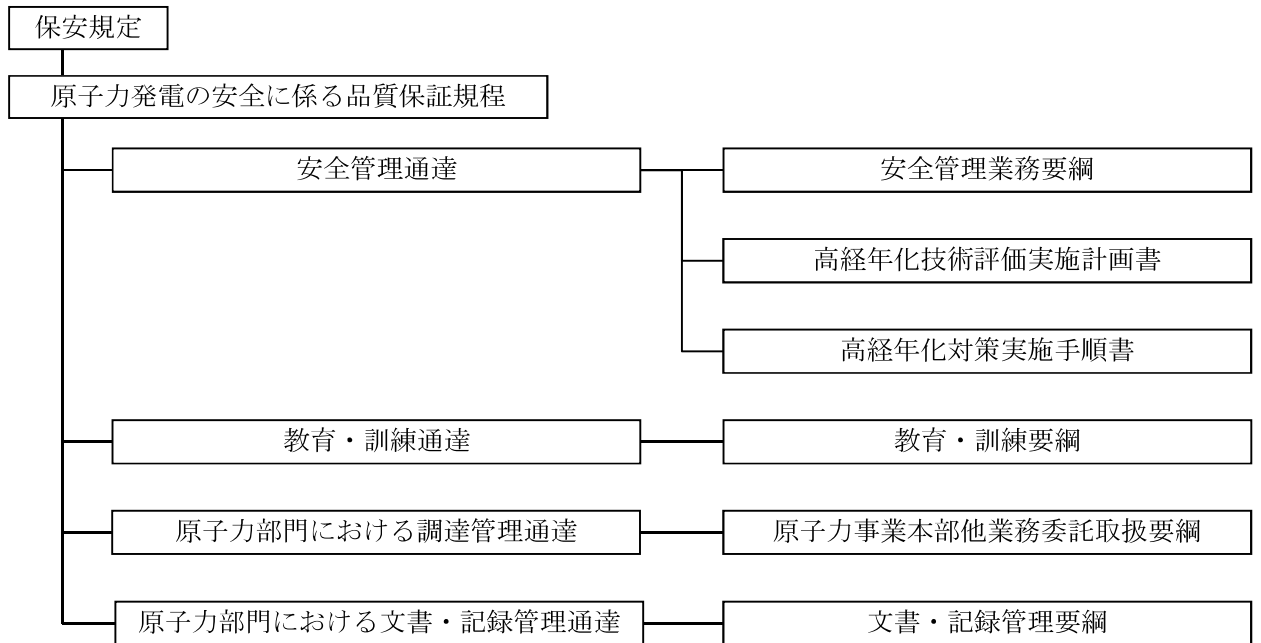 保安規定
原子力発電の安全に係る品質保証規程
安全管理通達
安全管理業務要綱
高経年化技術評価実施計画書
高経年化対策実施手順書
教育・訓練通達
教育・訓練要綱
原子力部門における調達管理通達
原子力事業本部他業務委託取扱要綱
原子力部門における文書・記録管理通達
文書・記録管理要綱